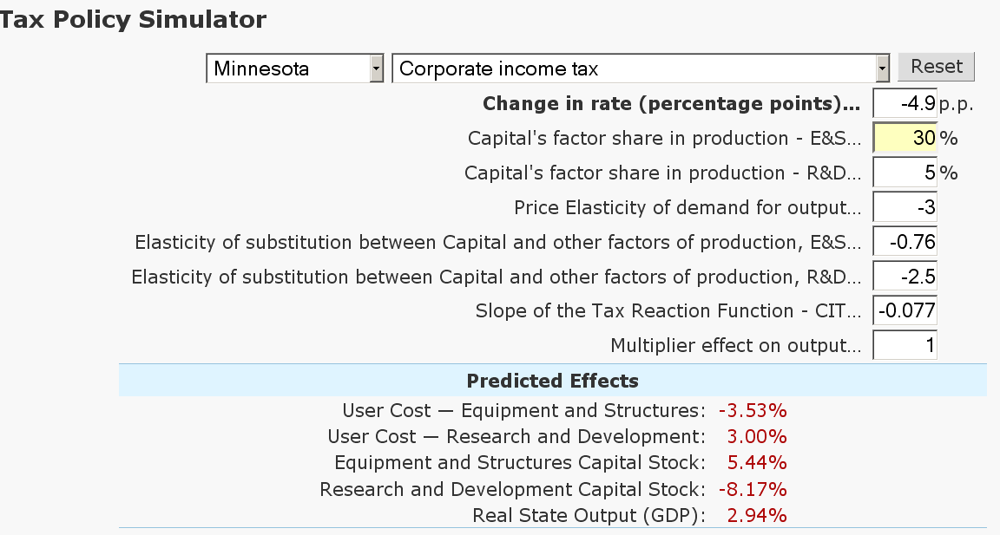 Tax Policy Simulator
Minnesota Corporate income tax Reset
Change in rate (percentage points)... -4.9 p.p.
Capital's factor share in production - E&S... 30 %
Capital's factor share in production - R&D... 5 %
Price Elasticity of demand for output... -3
Elasticity of substitution between Capital and other factors of production, E&S... -0.76
Elasticity of substitution between Capital and other factors of production, R&D... -2.5
Slope of the Tax Reaction Function - CIT... -0.077
Multiplier effect on output... 1
Predicted Effects
User Cost — Equipment and Structures: -3.53%
User Cost — Research and Development: 3.00%
Equipment and Structures Capital Stock: 5.44%
Research and Development Capital Stock: -8.17%
Real State Output (GDP): 2.94%